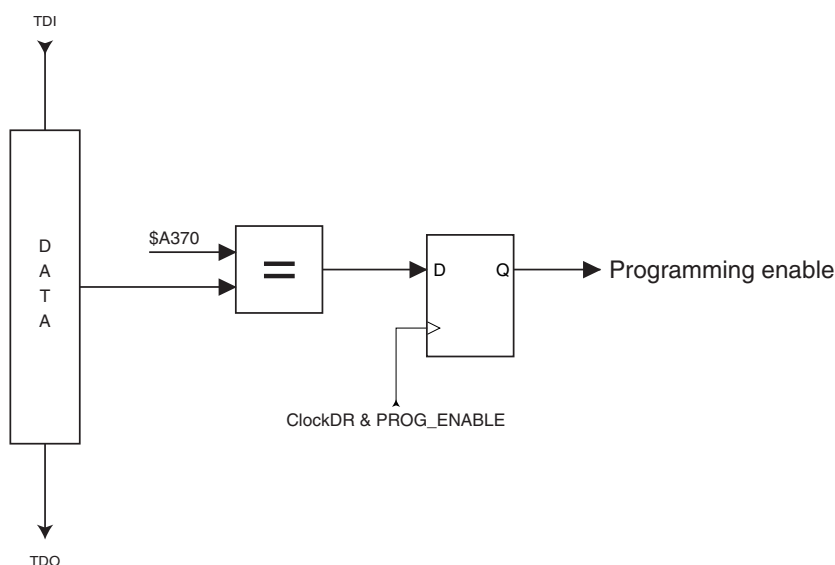 TDI
D
A
T
A
$A370
=
D
Q
Programming enable
ClockDR & PROG_ENABLE
TDO